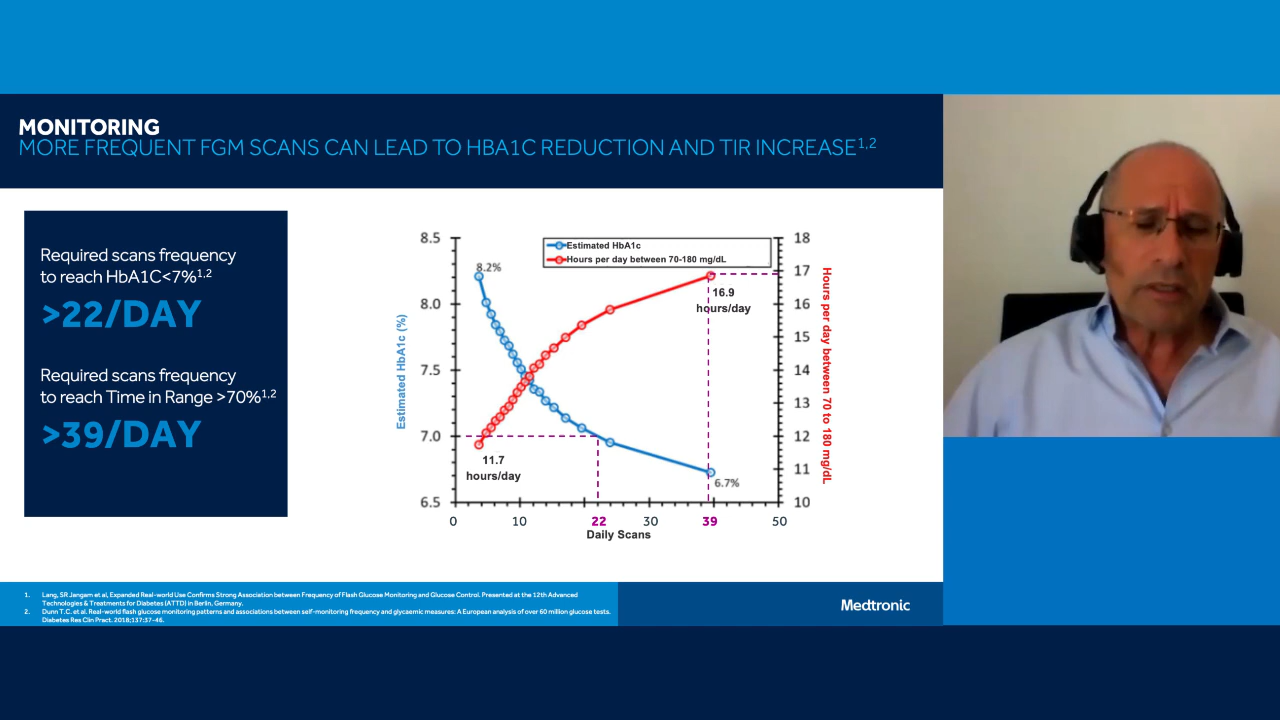 MONITORING
MORE FREQUENT FGM SCANS CAN LEAD TO HBA1C REDUCTION AND TIR INCREASE1,2
Required scans frequency
to reach HbA1C<7%1,2
>22/DAY
Required scans frequency
to reach Time in Range >70%1,2
>39/DAY
Estimated HbA1c
Hours per day between 70-180 mg/dL
8.5
8.0
7.5
7.0
6.5
Estimated HbA1c (%)
8.2%
11.7
hours/day
16.9
hours/day
6.7%
18
17
16
15
14
13
12
11
10
Hours per day between 70 to 180 mg/dL
0
10
22
30
39
50
Daily Scans
1. Lang, SR Jangam et al, Expanded Real-world Use Confirms Strong Association between Frequency of Flash Glucose Monitoring and Glucose Control. Presented at the 12th Advanced
Technologies & Treatments for Diabetes (ATTD) in Berlin, Germany.
2. Dunn T.C. et al. Real-world flash glucose monitoring patterns and associations between self-monitoring frequency and glycaemic measures: A European analysis of over 60 million glucose tests.
Diabetes Res Clin Pract. 2018;137:37-46.
Medtronic